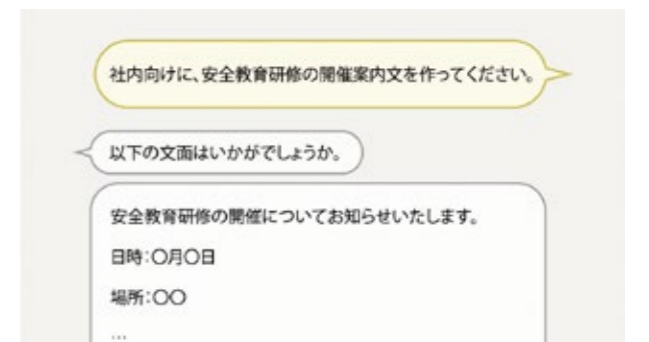 社内向けに、安全教育研修の開催案内文を作ってください。
以下の文面はいかがでしょうか。
安全教育研修の開催についてお知らせいたします。
日時：〇月〇日
場所：〇〇
…